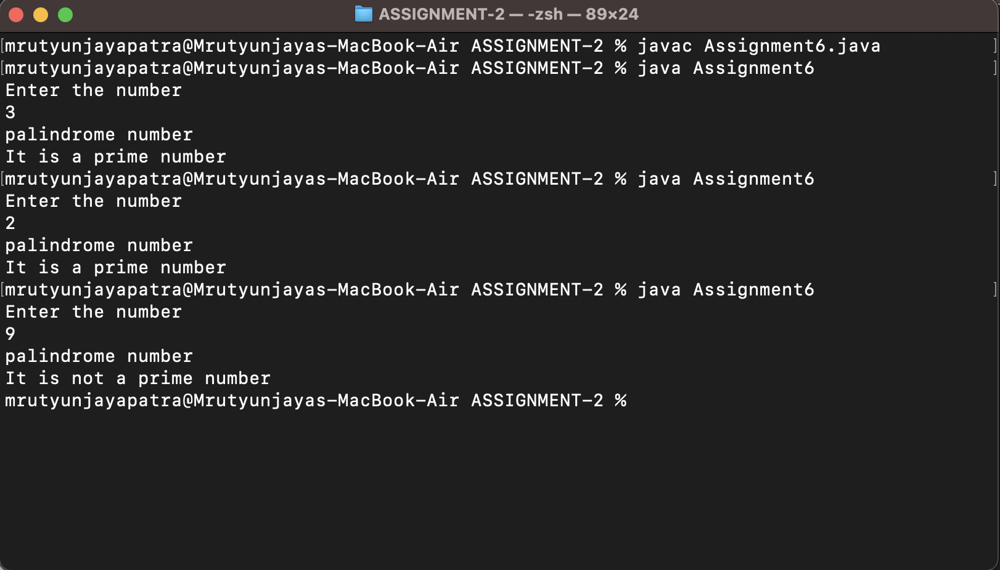 ASSIGNMENT-2 — -zsh — 89×24
[mrutyunjayapatra@Mrutyunjayas-MacBook-Air ASSIGNMENT-2 % javac Assignment6.java ]
[mrutyunjayapatra@Mrutyunjayas-MacBook-Air ASSIGNMENT-2 % java Assignment6 ]
Enter the number
3
palindrome number
It is a prime number
[mrutyunjayapatra@Mrutyunjayas-MacBook-Air ASSIGNMENT-2 % java Assignment6 ]
Enter the number
2
palindrome number
It is a prime number
[mrutyunjayapatra@Mrutyunjayas-MacBook-Air ASSIGNMENT-2 % java Assignment6 ]
Enter the number
9
palindrome number
It is not a prime number
mrutyunjayapatra@Mrutyunjayas-MacBook-Air ASSIGNMENT-2 %